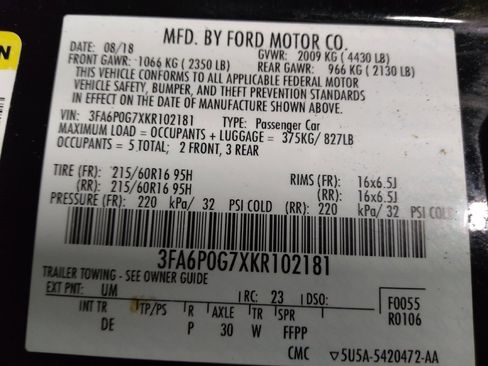 MFD. BY FORD MOTOR CO.
DATE: 08/18 GVWR: 2009 KG ( 4430 LB)
FRONT GAWR: 1066 KG ( 2350 LB) REAR GAWR: 966 KG ( 2130 LB)
THIS VEHICLE CONFORMS TO ALL APPLICABLE FEDERAL MOTOR
VEHICLE SAFETY, BUMPER, AND THEFT PREVENTION STANDARDS
IN EFFECT ON THE DATE OF MANUFACTURE SHOWN ABOVE.
VIN: 3FA6P0G7XKR102181 TYPE: Passenger Car
MAXIMUM LOAD = OCCUPANTS + LUGGAGE = 375KG/ 827LB
OCCUPANTS = 5 TOTAL; 2 FRONT, 3 REAR
TIRE (FR): 215/60R16 95H RIMS (FR): 16x6.5J
(RR): 215/60R16 95H (RR): 16x6.5J
PRESSURE (FR): 220 kPa/ 32 PSI COLD (RR): 220 kPa/ 32 PSI COLD
3FA6P0G7XKR102181
TRAILER TOWING - SEE OWNER GUIDE
EXT PNT: UM RC: 23 DSO: F0055
INT TR TP/PS R AXLE TR SPR R0106
DE P 30 W FFPP
CMC ▽5U5A-5420472-AA